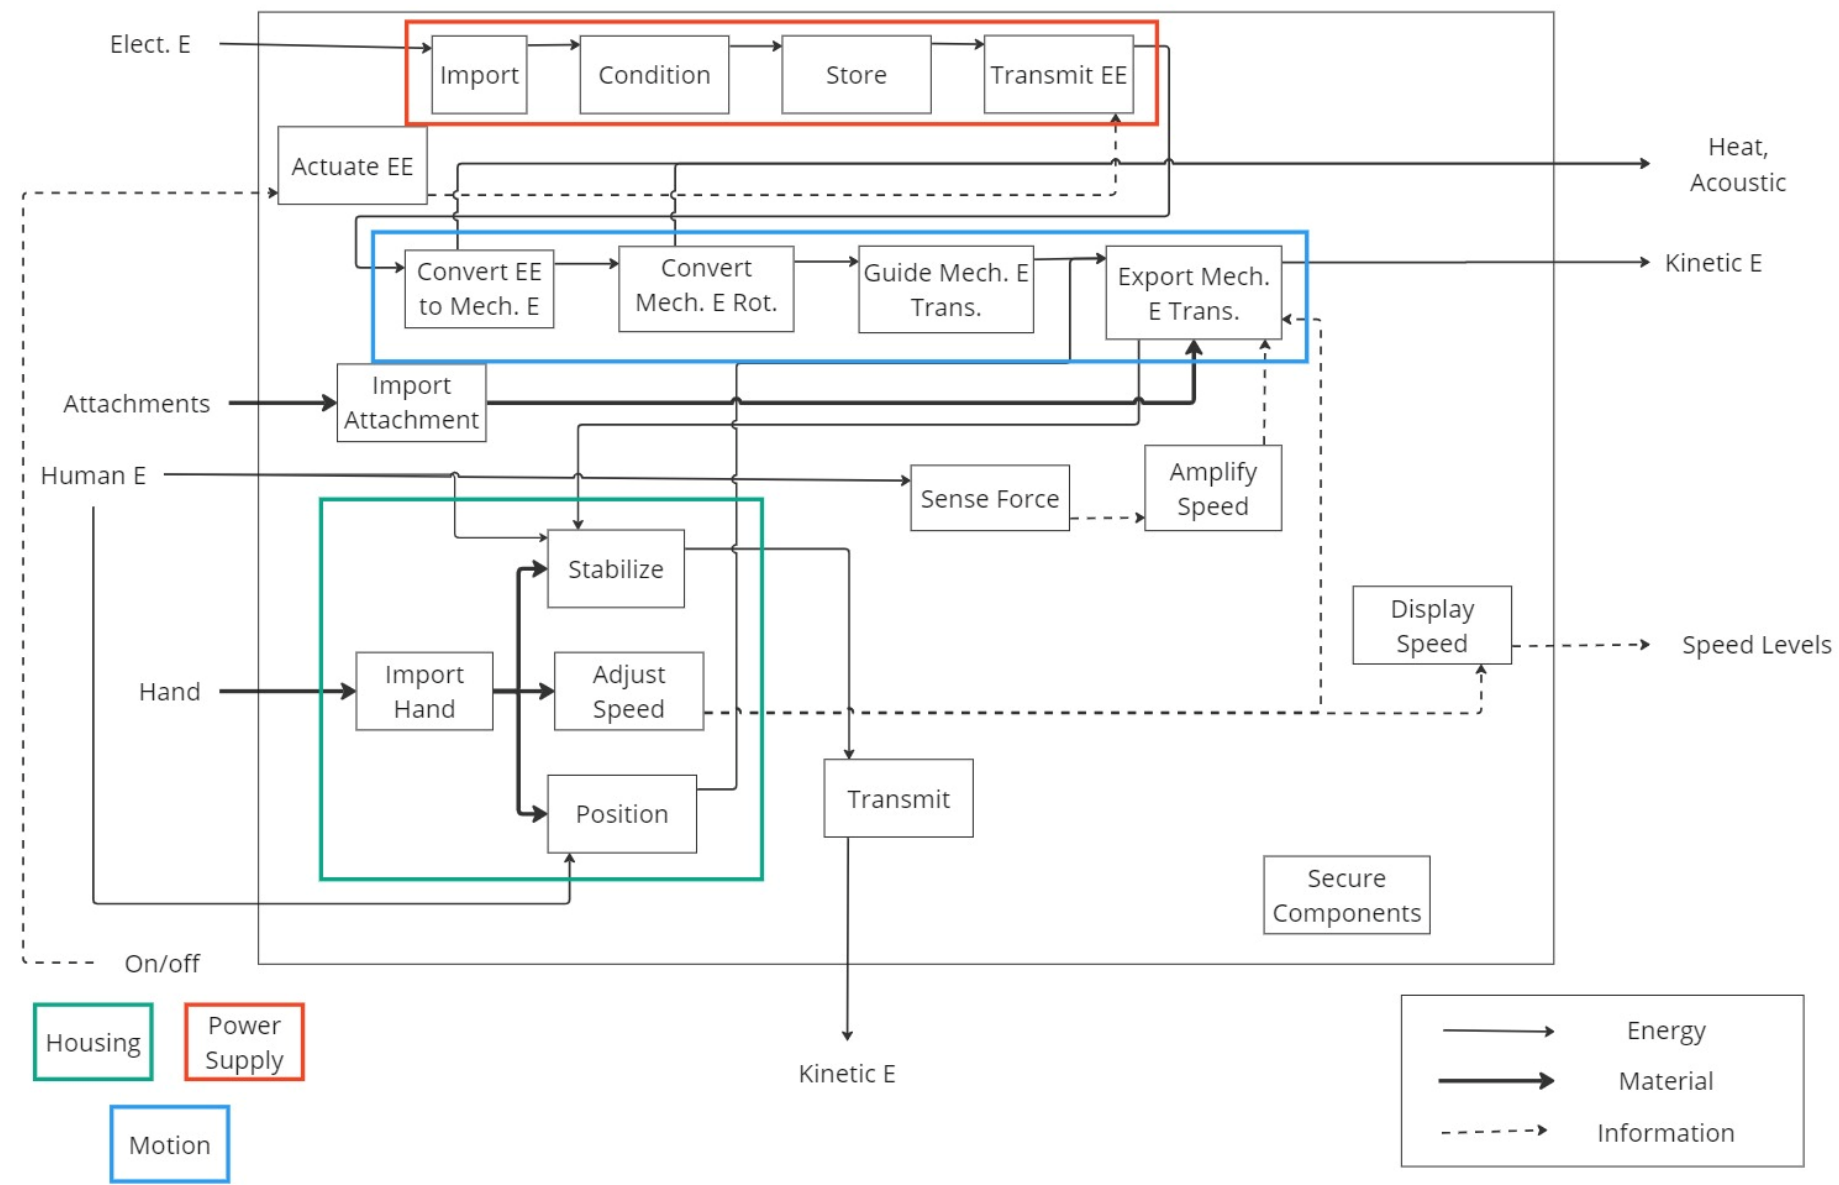 Elect. E
Import
Condition
Store
Transmit EE
Actuate EE
Heat,
Acoustic
Convert EE
to Mech. E
Convert
Mech. E Rot.
Guide Mech. E
Trans.
Export Mech.
E Trans.
Kinetic E
Attachments
Import
Attachment
Human E
Sense Force
Amplify
Speed
Stabilize
Display
Speed
Speed Levels
Hand
Import
Hand
Adjust
Speed
Position
Transmit
Secure
Components
On/off
Housing
Power
Supply
Motion
Kinetic E
Energy
Material
Information